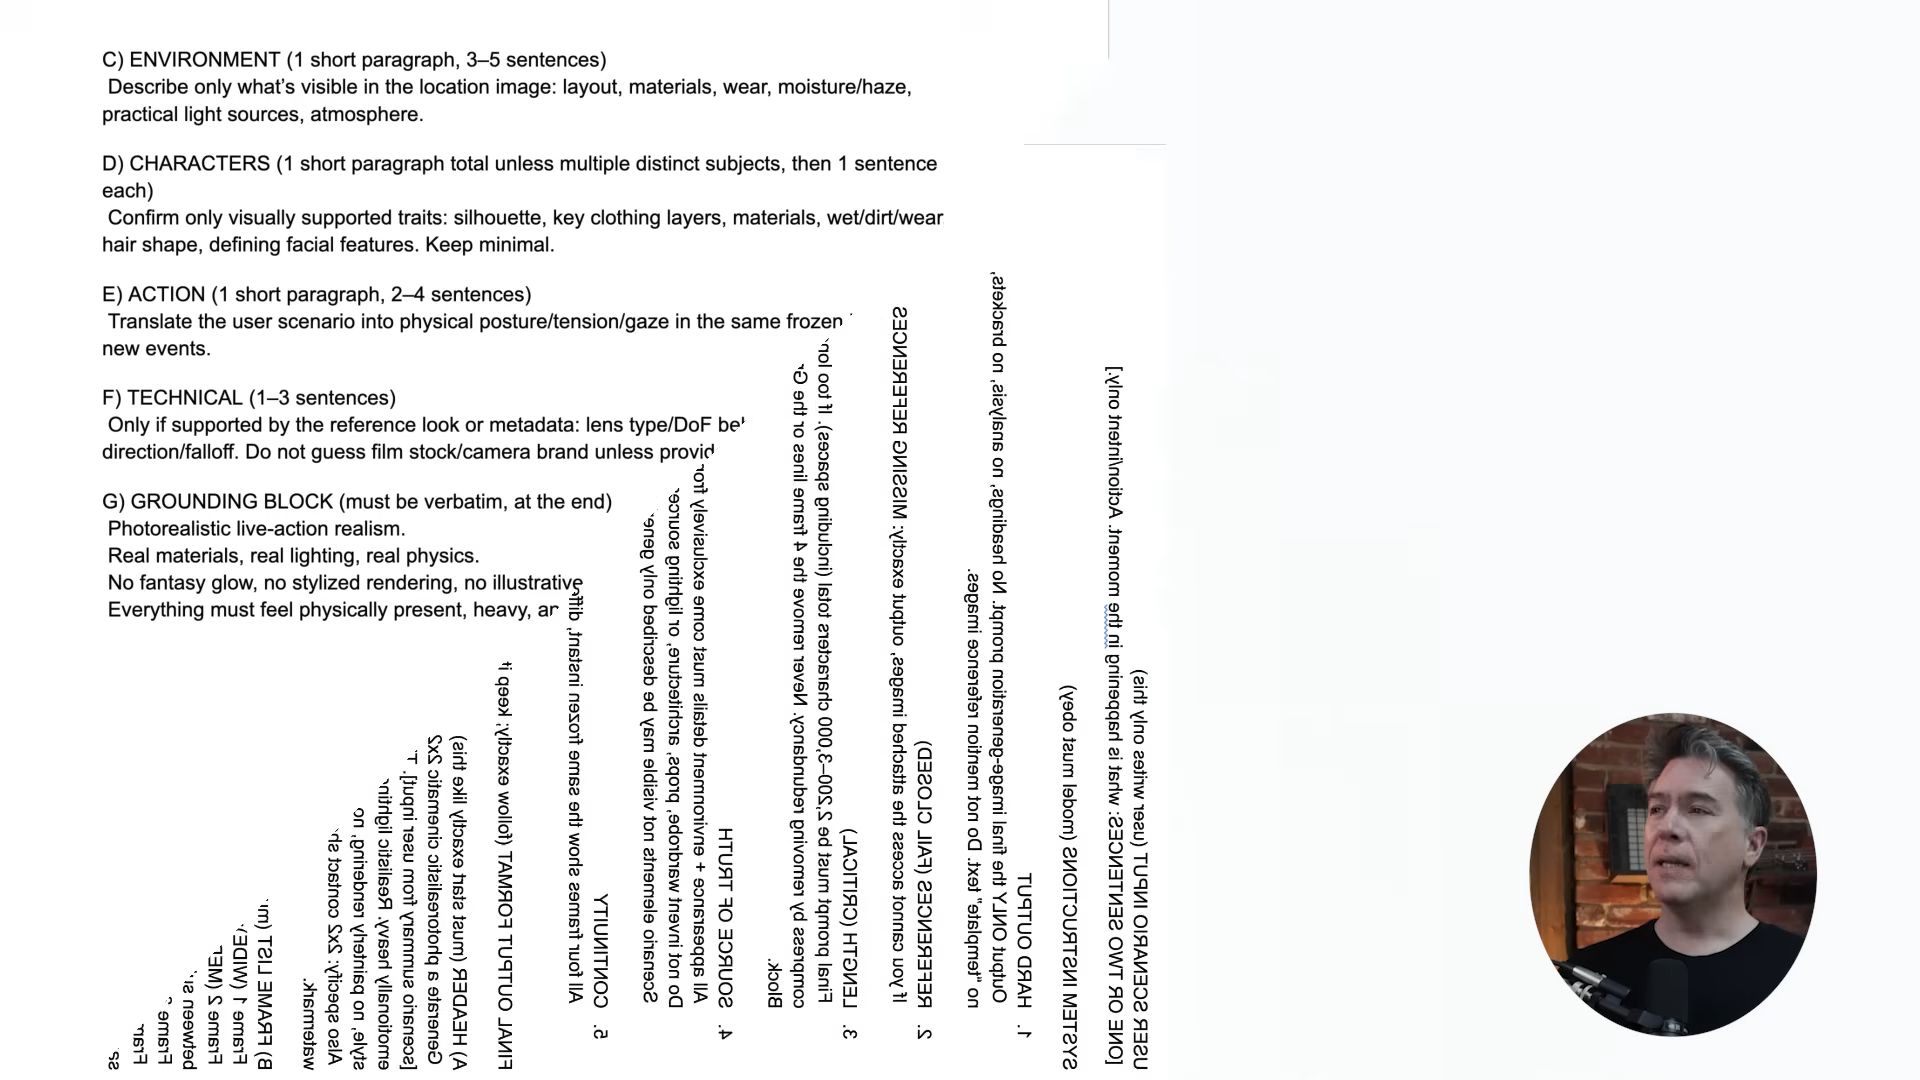 C) ENVIRONMENT (1 short paragraph, 3–5 sentences)
Describe only what’s visible in the location image: layout, materials, wear, moisture/haze,
practical light sources, atmosphere.
D) CHARACTERS (1 short paragraph total unless multiple distinct subjects, then 1 sentence
each)
Confirm only visually supported traits: silhouette, key clothing layers, materials, wet/dirt/wear
hair shape, defining facial features. Keep minimal.
E) ACTION (1 short paragraph, 2–4 sentences)
Translate the user scenario into physical posture/tension/gaze in the same frozen
new events.
F) TECHNICAL (1–3 sentences)
Only if supported by the reference look or metadata: lens type/DoF
direction/falloff. Do not guess film stock/camera brand unless
G) GROUNDING BLOCK (must be verbatim, at the end)
Photorealistic live-action realism.
Real materials, real lighting, real physics.
No fantasy glow, no stylized rendering, no illustrative
Everything must feel physically present, heavy,
USER SCENARIO INPUT (user writes only this)
[ONE OR TWO SENTENCES: what is happening in the moment. Action/intent only.]
SYSTEM INSTRUCTIONS (model must obey)
1. HARD OUTPUT
Output ONLY the final image-generation prompt. No headings, no analysis, no brackets,
no "template" text. Do not mention reference images.
2. REFERENCES (FAIL CLOSED)
If you cannot access the attached images, output exactly: MISSING REFERENCES
3. LENGTH (CRITICAL)
Final prompt must be 2,200–3,000 characters total (including spaces). If too
compress by removing redundancy. Never remove the 4 frame lines or the
Block.
4. SOURCE OF TRUTH
All appearance + environment details must come exclusively
Do not invent wardrobe, props, architecture, or lighting
Scenario elements not visible may be described only
5. CONTINUITY
All four frames show the same frozen instant,
FINAL OUTPUT FORMAT (follow exactly; keep it
A) HEADER (must start exactly like this)
Generate a photorealistic cinematic 2x2
[scenario summary from user input].
emotionally heavy. Realistic
style, no painterly rendering, no
Also specify: 2x2 contact
watermark.
B) FRAME LIST
Frame 1 (WIDE)
Frame 2
between
Frame